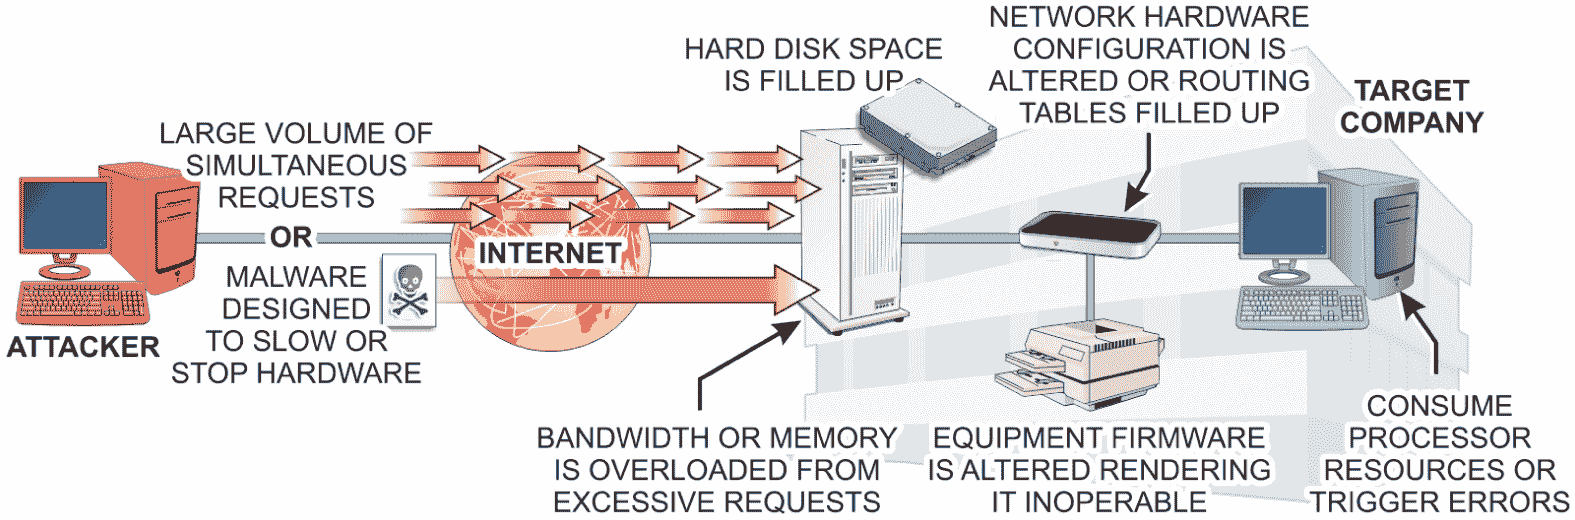 LARGE VOLUME OF
SIMULTANEOUS
REQUESTS
OR
MALWARE
DESIGNED
TO SLOW OR
STOP HARDWARE
ATTACKER
INTERNET
HARD DISK SPACE
IS FILLED UP
NETWORK HARDWARE
CONFIGURATION IS
ALTERED OR ROUTING
TABLES FILLED UP
TARGET
COMPANY
BANDWIDTH OR MEMORY
IS OVERLOADED FROM
EXCESSIVE REQUESTS
EQUIPMENT FIRMWARE
IS ALTERED RENDERING
IT INOPERABLE
CONSUME
PROCESSOR
RESOURCES OR
TRIGGER ERRORS